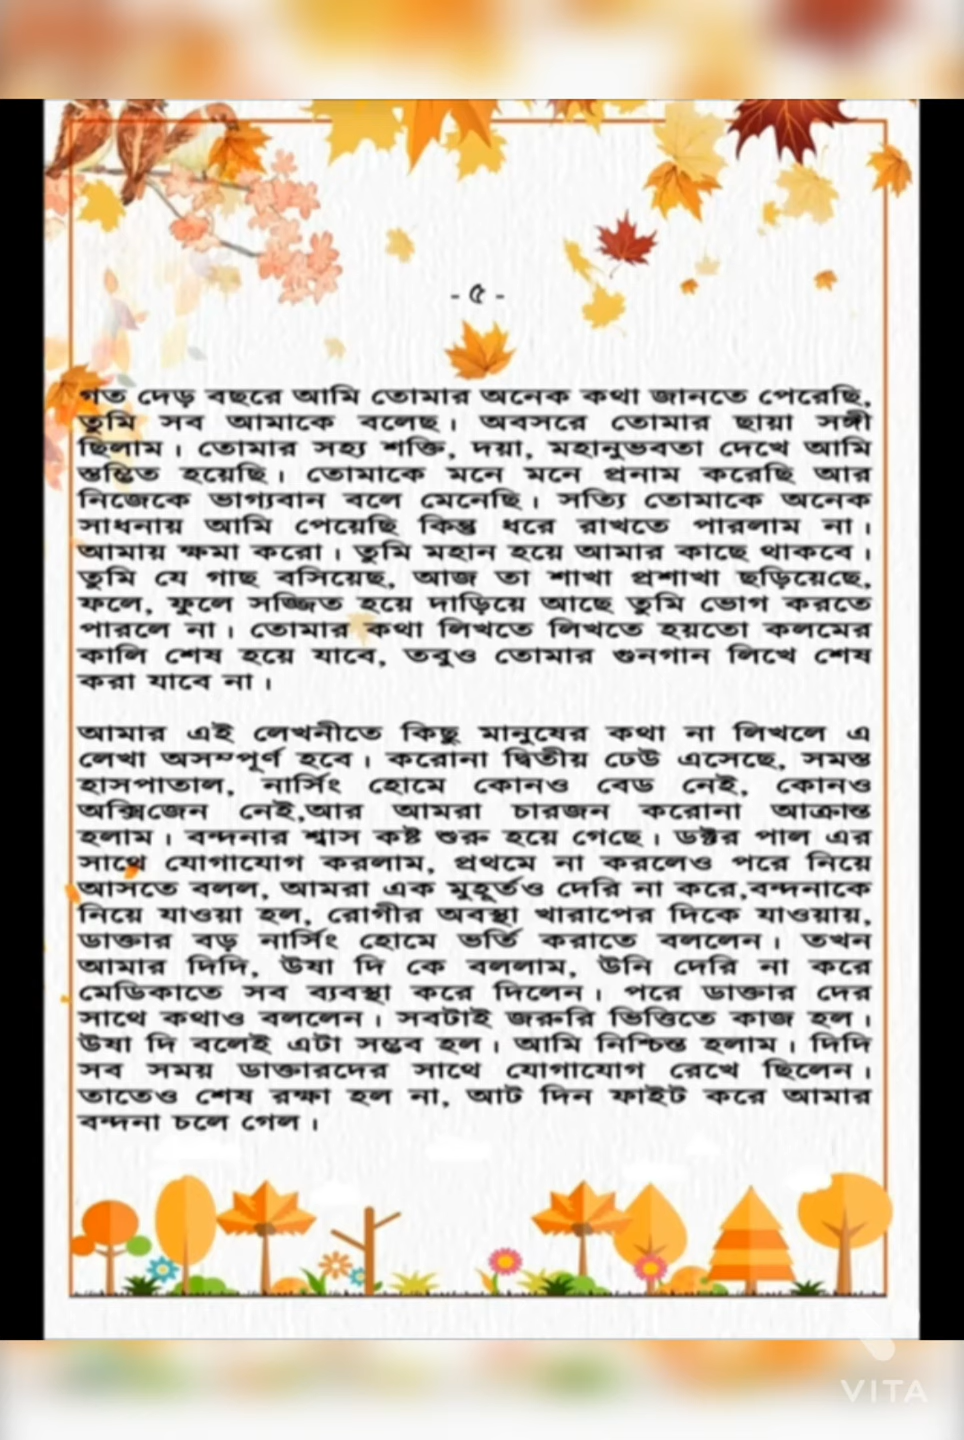 - ৫ -
গত দেড় বছরে আমি তোমার অনেক কথা জানতে পেরেছি,
তুমি সব আমাকে বলেছ। অবসরে তোমার ছায়া সঙ্গী
ছিলাম। তোমার সহ্য শক্তি, দয়া, মহানুভবতা দেখে আমি
স্তম্ভিত হয়েছি। তোমাকে মনে মনে প্রনাম করেছি আর
নিজেকে ভাগ্যবান বলে মেনেছি। সত্যি তোমাকে অনেক
সাধনায় আমি পেয়েছি কিন্তু ধরে রাখতে পারলাম না।
আমায় ক্ষমা করো। তুমি মহান হয়ে আমার কাছে থাকবে।
তুমি যে গাছ বসিয়েছ, আজ তা শাখা প্রশাখা ছড়িয়েছে,
ফলে, ফুলে সজ্জিত হয়ে দাড়িয়ে আছে তুমি ভোগ করতে
পারলে না। তোমার কথা লিখতে লিখতে হয়তো কলমের
কালি শেষ হয়ে যাবে, তবুও তোমার গুনগান লিখে শেষ
করা যাবে না।
আমার এই লেখনীতে কিছু মানুষের কথা না লিখলে এ
লেখা অসম্পূর্ণ হবে। করোনা দ্বিতীয় ঢেউ এসেছে, সমস্ত
হাসপাতাল, নার্সিং হোমে কোনও বেড নেই, কোনও
অক্সিজেন নেই,আর আমরা চারজন করোনা আক্রান্ত
হলাম। বন্দনার শ্বাস কষ্ট শুরু হয়ে গেছে। ডক্টর পাল এর
সাথে যোগাযোগ করলাম, প্রথমে না করলেও পরে নিয়ে
আসতে বলল, আমরা এক মুহূর্তও দেরি না করে,বন্দনাকে
নিয়ে যাওয়া হল, রোগীর অবস্থা খারাপের দিকে যাওয়ায়,
ডাক্তার বড় নার্সিং হোমে ভর্তি করাতে বললেন। তখন
আমার দিদি, উষা দি কে বললাম, উনি দেরি না করে
মেডিকাতে সব ব্যবস্থা করে দিলেন। পরে ডাক্তার দের
সাথে কথাও বললেন। সবটাই জরুরি ভিত্তিতে কাজ হল।
উষা দি বলেই এটা সম্ভব হল। আমি নিশ্চিন্ত হলাম। দিদি
সব সময় ডাক্তারদের সাথে যোগাযোগ রেখে ছিলেন।
তাতেও শেষ রক্ষা হল না, আট দিন ফাইট করে আমার
বন্দনা চলে গেল।
VITA